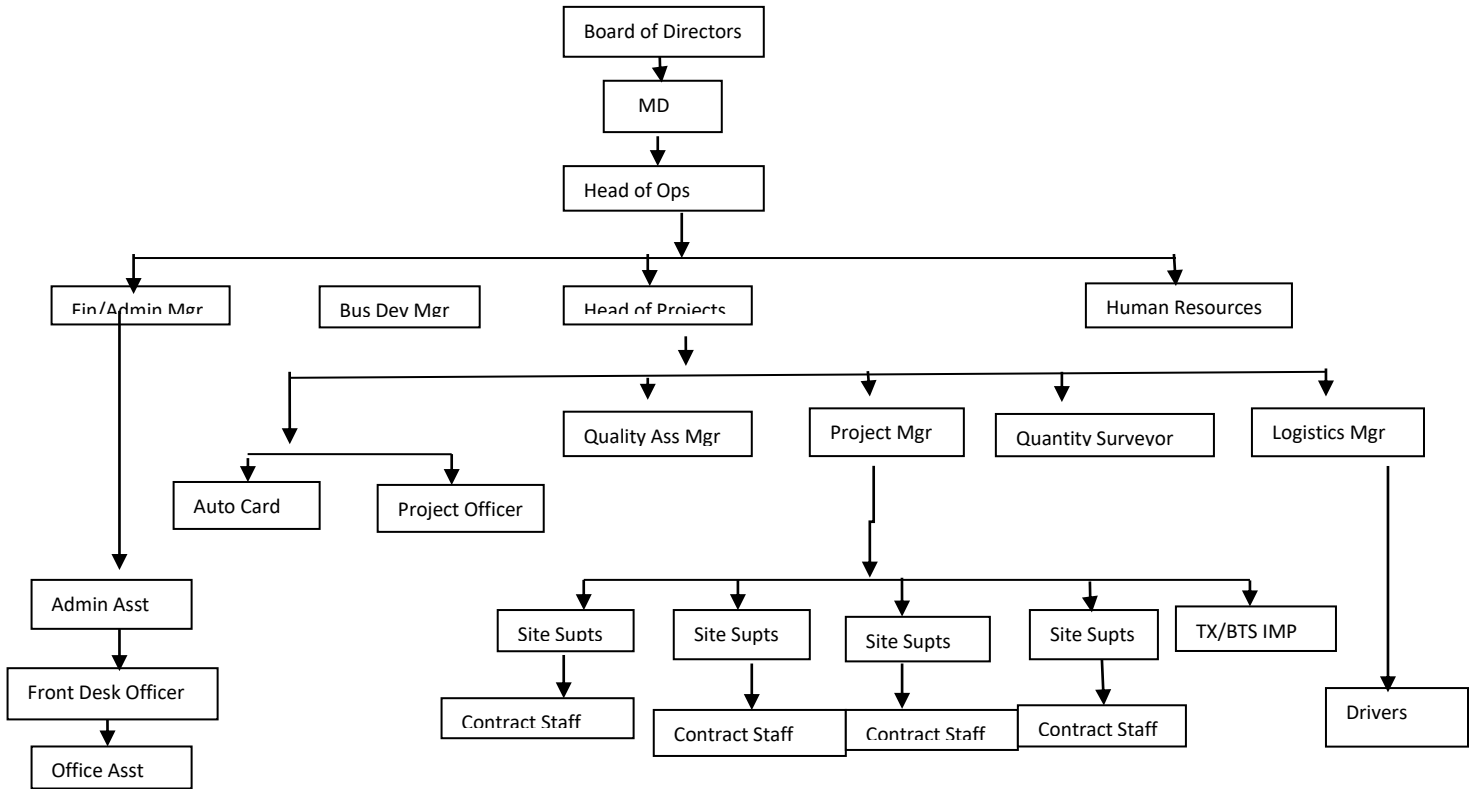 Board of Directors
MD
Head of Ops
Fin/Admin Mgr
Bus Dev Mgr
Head of Projects
Human Resources
Quality Ass Mgr
Project Mgr
Quantity Surveyor
Logistics Mgr
Auto Card
Project Officer
Admin Asst
Site Supts
Site Supts
Site Supts
Site Supts
TX/BTS IMP
Front Desk Officer
Contract Staff
Contract Staff
Contract Staff
Contract Staff
Drivers
Office Asst